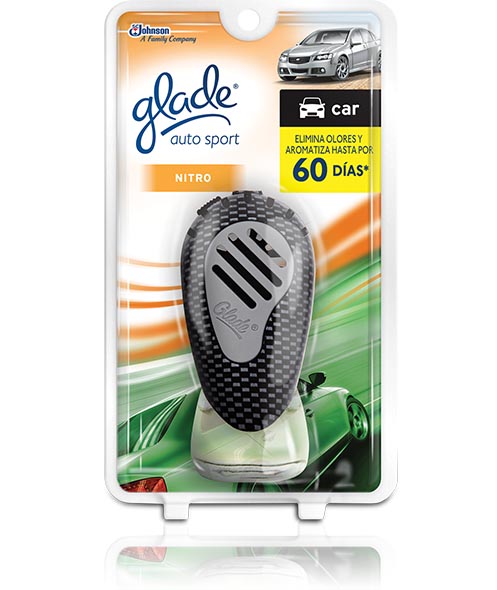 SC Johnson
A Family Company
glade®
auto sport
NITRO
car
ELIMINA OLORES Y
AROMATIZA HASTA POR
60 DÍAS*
Glade®